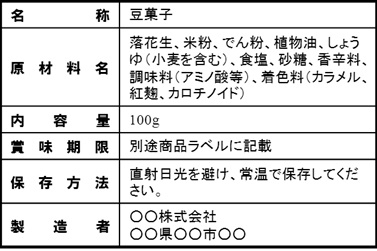 名称 豆菓子
落花生、米粉、でん粉、植物油、しょう
ゆ（小麦を含む）、食塩、砂糖、香辛料、
原材料名
調味料（アミノ酸等）、着色料（カラメル、
紅麹、カロチノイド）
内容量 100g
賞味期限 別途商品ラベルに記載
保存方法 直射日光を避け、常温で保存してくだ
さい。
製造者 〇〇株式会社
〇〇県〇〇市〇〇